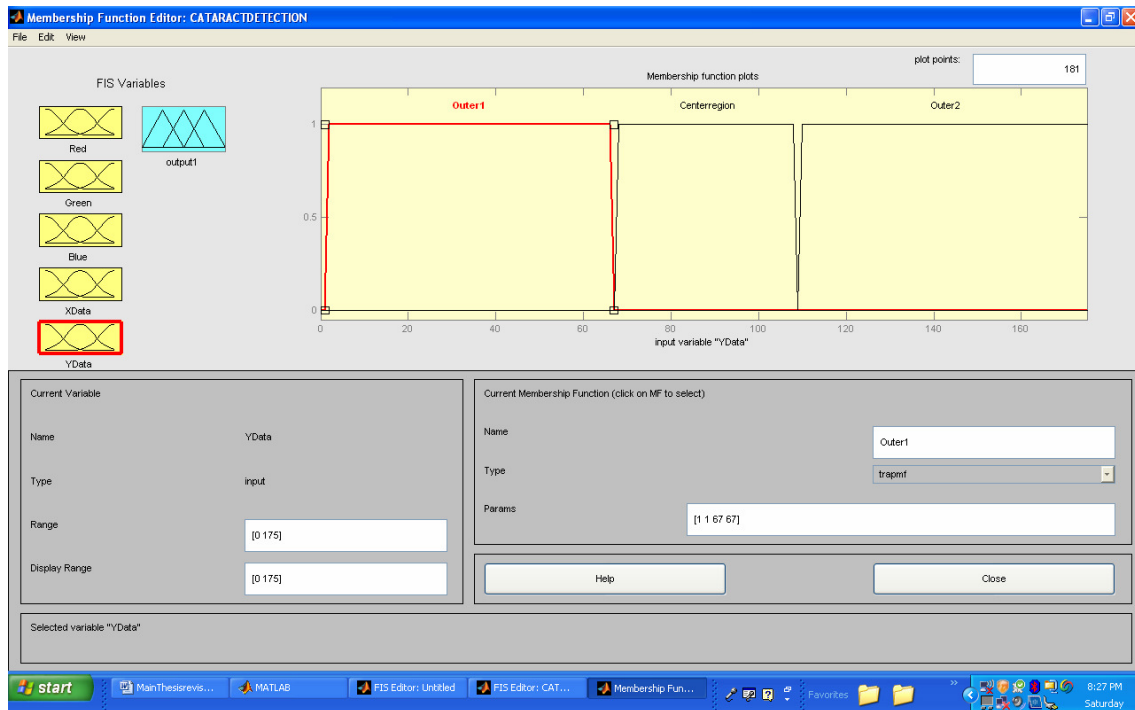 Membership Function Editor: CATARACTDETECTION
File Edit View
FIS Variables
Red
Green
Blue
XData
YData
output1
plot points:
181
Membership function plots
Outer1 Centerregion Outer2
1
0.5
0
0 20 40 60 80 100 120 140 160
input variable "YData"
Current Variable
Name YData
Type input
Range [0 175]
Display Range [0 175]
Current Membership Function (click on MF to select)
Name Outer1
Type trapmf
Params [1 1 67 67]
Help Close
Selected variable "YData"
start MainThesisrevis... MATLAB FIS Editor: Untitled FIS Editor: CAT... Membership Fun... Favorites 8:27 PM
Saturday